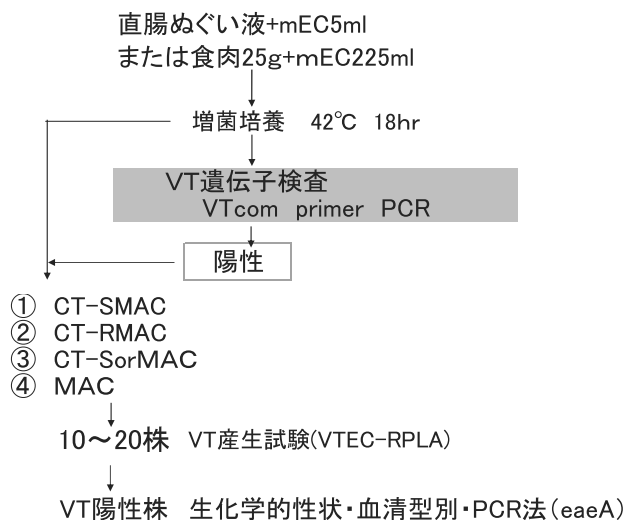 直腸ぬぐい液+mEC5ml
または食肉25g+mEC225ml
増菌培養 42℃ 18hr
VT遺伝子検査
VTcom primer PCR
陽性
① CT-SMAC
② CT-RMAC
③ CT-SorMAC
④ MAC
10〜20株 VT産生試験(VTEC-RPLA)
VT陽性株 生化学的性状・血清型別・PCR法(eaeA)